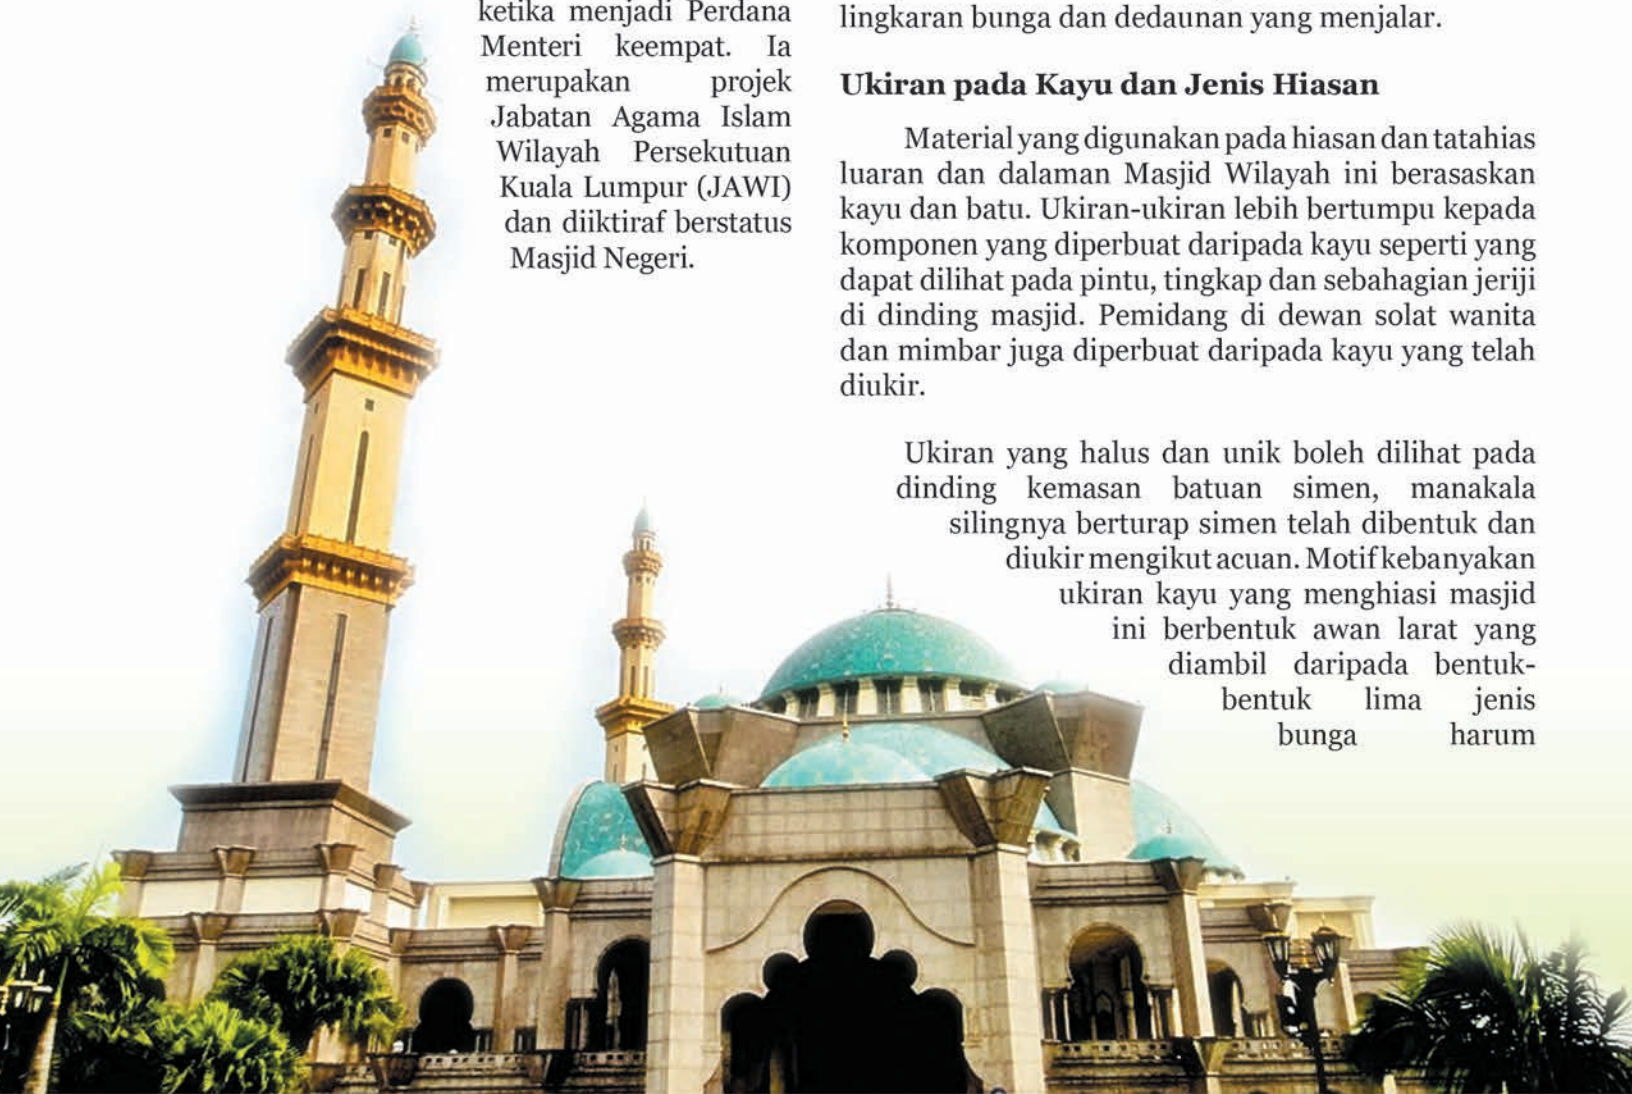 ketika menjadi Perdana
Menteri keempat. Ia
merupakan projek
Jabatan Agama Islam
Wilayah Persekutuan
Kuala Lumpur (JAWI)
dan diiktiraf berstatus
Masjid Negeri.
lingkaran bunga dan dedaunan yang menjalar.
Ukiran pada Kayu dan Jenis Hiasan
Material yang digunakan pada hiasan dan tatahias
luaran dan dalaman Masjid Wilayah ini berasaskan
kayu dan batu. Ukiran-ukiran lebih bertumpu kepada
komponen yang diperbuat daripada kayu seperti yang
dapat dilihat pada pintu, tingkap dan sebahagian jeriji
di dinding masjid. Pemidang di dewan solat wanita
dan mimbar juga diperbuat daripada kayu yang telah
diukir.
Ukiran yang halus dan unik boleh dilihat pada
dinding kemasan batuan simen, manakala
silingnya berturap simen telah dibentuk dan
diukir mengikut acuan. Motif kebanyakan
ukiran kayu yang menghiasi masjid
ini berbentuk awan larat yang
diambil daripada bentuk-
bentuk lima jenis
bunga harum